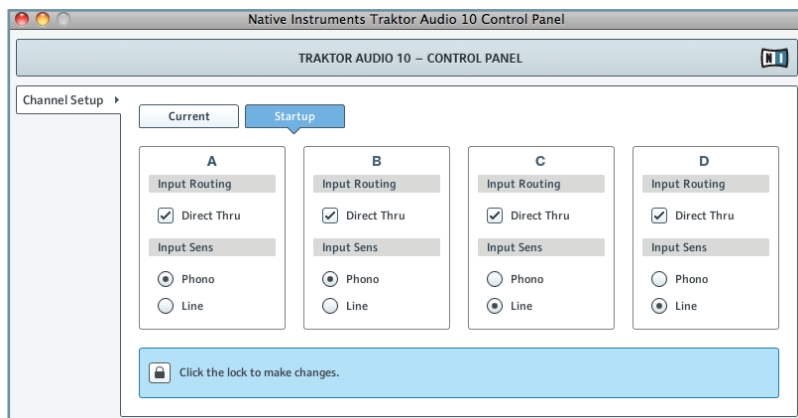 Native Instruments Traktor Audio 10 Control Panel
TRAKTOR AUDIO 10 – CONTROL PANEL
NI
Channel Setup
Current
Startup
A
B
C
D
Input Routing
Input Routing
Input Routing
Input Routing
Direct Thru
Direct Thru
Direct Thru
Direct Thru
Input Sens
Input Sens
Input Sens
Input Sens
Phono
Phono
Phono
Phono
Line
Line
Line
Line
Click the lock to make changes.